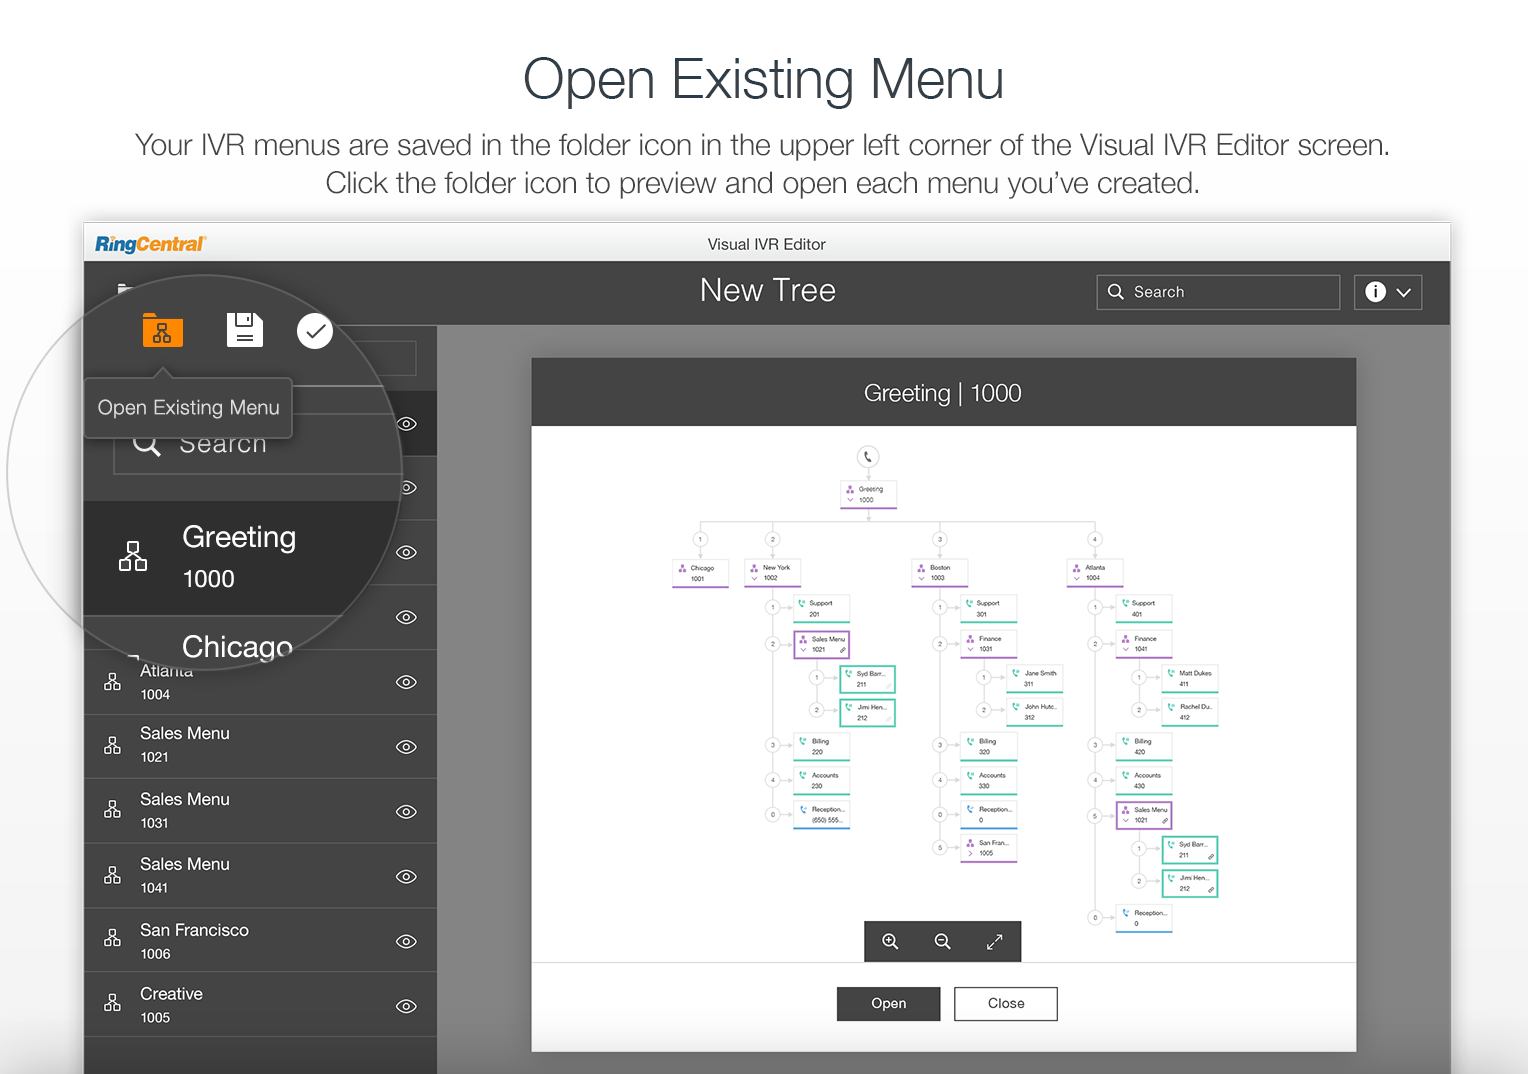 Open Existing Menu
Your IVR menus are saved in the folder icon in the upper left corner of the Visual IVR Editor screen.
Click the folder icon to preview and open each menu you've created.
RingCentral
Visual IVR Editor
New Tree
Search
Open Existing Menu
Search
Greeting
1000
Chicago
Atlanta
1004
Sales Menu
1021
Sales Menu
1031
Sales Menu
1041
San Francisco
1006
Creative
1005
Greeting | 1000
Greeting
1000
1
2
3
4
Chicago
1001
New York
1002
Boston
1003
Atlanta
1004
1
Support
201
2
Sales Menu
1021
1
Syd Barr...
211
2
Jimi Hen...
212
3
Billing
220
4
Accounts
230
0
Reception...
(650) 555...
1
Support
301
2
Finance
1031
1
Jane Smith
311
2
John Hutc..
312
3
Billing
320
4
Accounts
330
0
Reception...
0
5
San Fran...
1005
1
Support
401
2
Finance
1041
1
Matt Dukes
411
2
Rachel Du..
412
3
Billing
420
4
Accounts
430
5
Sales Menu
1021
1
Syd Barr...
211
2
Jimi Hen...
212
0
Reception...
0
Open
Close